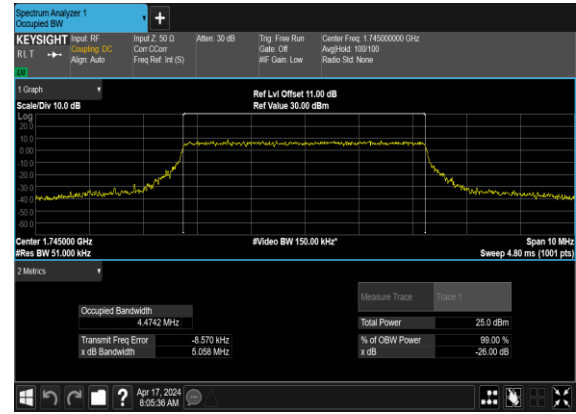 Spectrum Analyzer 1
Occupied BW
+
KEYSIGHT Input: RF Input Z: 50 Ω Atten: 30 dB Trig: Free Run Center Freq: 1.745000000 GHz
RLT Coupling: DC Corr CCorr Gate: Off Avg|Hold: 100/100
Align: Auto Freq Ref: Int (S) #IF Gain: Low Radio Std: None
LW
1 Graph
Ref Lvl Offset 11.00 dB
Scale/Div 10.0 dB Ref Value 30.00 dBm
Log
20.0
10.0
0.00
-10.0
-20.0
-30.0
-40.0
-50.0
-60.0
Center 1.745000 GHz #Video BW 150.00 kHz* Span 10 MHz
#Res BW 51.000 kHz Sweep 4.80 ms (1001 pts)
2 Metrics
Measure Trace Trace 1
Occupied Bandwidth
4.4742 MHz Total Power 25.0 dBm
Transmit Freq Error -8.570 kHz % of OBW Power 99.00 %
x dB Bandwidth 5.058 MHz x dB -26.00 dB
? Apr 17, 2024
8:05:36 AM